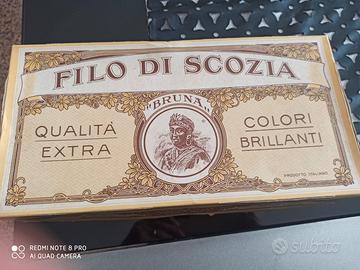 FILO DI SCOZIA
"BRUNA"
QUALITÀ
EXTRA
COLORI
BRILLANTI
PRODOTTO ITALIANO
REDMI NOTE 8 PRO
AI QUAD CAMERA
subito